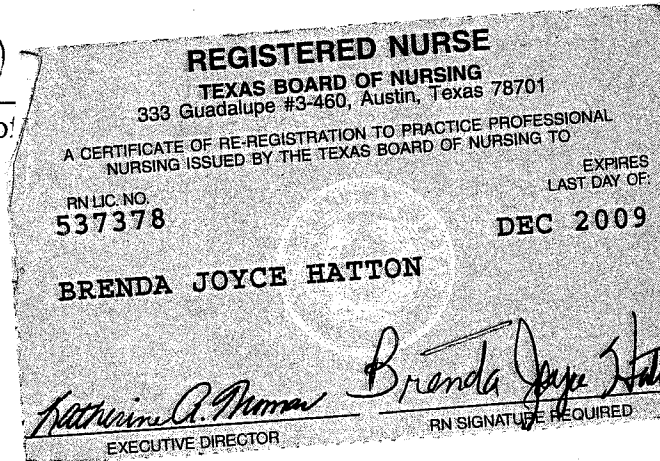 REGISTERED NURSE
TEXAS BOARD OF NURSING
333 Guadalupe #3-460, Austin, Texas 78701
A CERTIFICATE OF RE-REGISTRATION TO PRACTICE PROFESSIONAL
NURSING ISSUED BY THE TEXAS BOARD OF NURSING TO
RN LIC. NO.
537378
EXPIRES
LAST DAY OF:
DEC 2009
BRENDA JOYCE HATTON
Katherine A. Thomas
Brenda Joyce
EXECUTIVE DIRECTOR
RN SIGNATURE REQUIRED